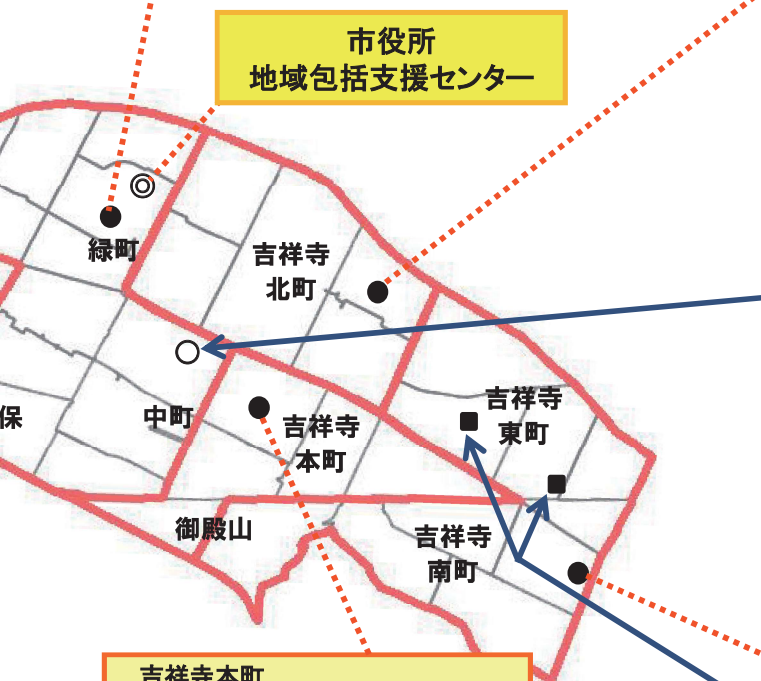 市役所
地域包括支援センター
緑町
吉祥寺
北町
吉祥寺
東町
保
中町
吉祥寺
本町
御殿山
吉祥寺
南町
吉祥寺本町